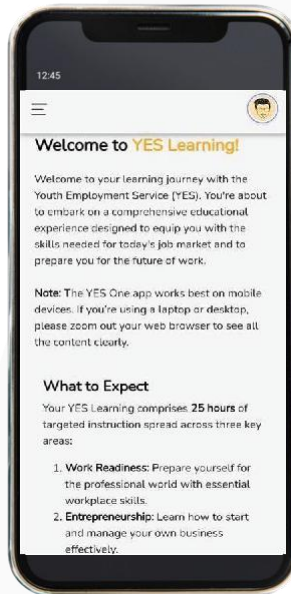 12:45
Welcome to YES Learning!
Welcome to your learning journey with the
Youth Employment Service (YES). You're about
to embark on a comprehensive educational
experience designed to equip you with the
skills needed for today's job market and to
prepare you for the future of work.
Note: The YES One app works best on mobile
devices. If you're using a laptop or desktop,
please zoom out your web browser to see all
the content clearly.
What to Expect
Your YES Learning comprises 25 hours of
targeted instruction spread across three key
areas:
1. Work Readiness: Prepare yourself for
the professional world with essential
workplace skills.
2. Entrepreneurship: Learn how to start
and manage your own business
effectively.